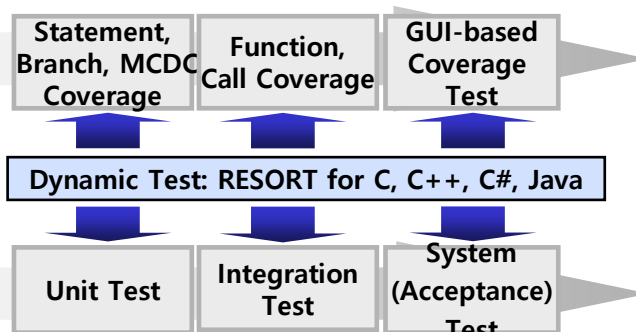 Statement,
Branch, MCDC
Coverage
Function,
Call Coverage
GUI-based
Coverage
Test
Dynamic Test: RESORT for C, C++, C#, Java
Unit Test
Integration
Test
System
(Acceptance)
Test